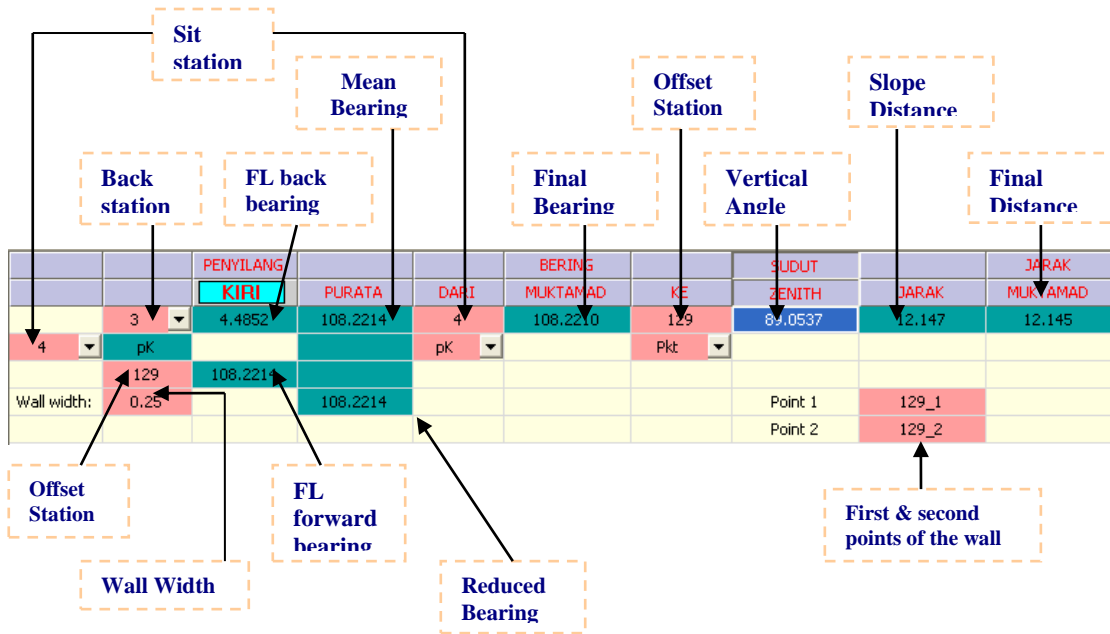 Sit
station
Mean
Bearing
Offset
Station
Slope
Distance
Back
station
FL back
bearing
Final
Bearing
Vertical
Angle
Final
Distance
PENYILANG BERING SUDUT JARAK
KIRI PURATA DARI MUKTAMAD KE ZENITH JARAK MUKTAMAD
3 4.4852 108.2214 4 108.2210 129 89.0537 12.147 12.145
4 pK pK Pkt
129 108.2214
Wall width: 0.25 108.2214 Point 1 129_1
Point 2 129_2
Offset
Station
FL
forward
bearing
First & second
points of the wall
Wall Width
Reduced
Bearing